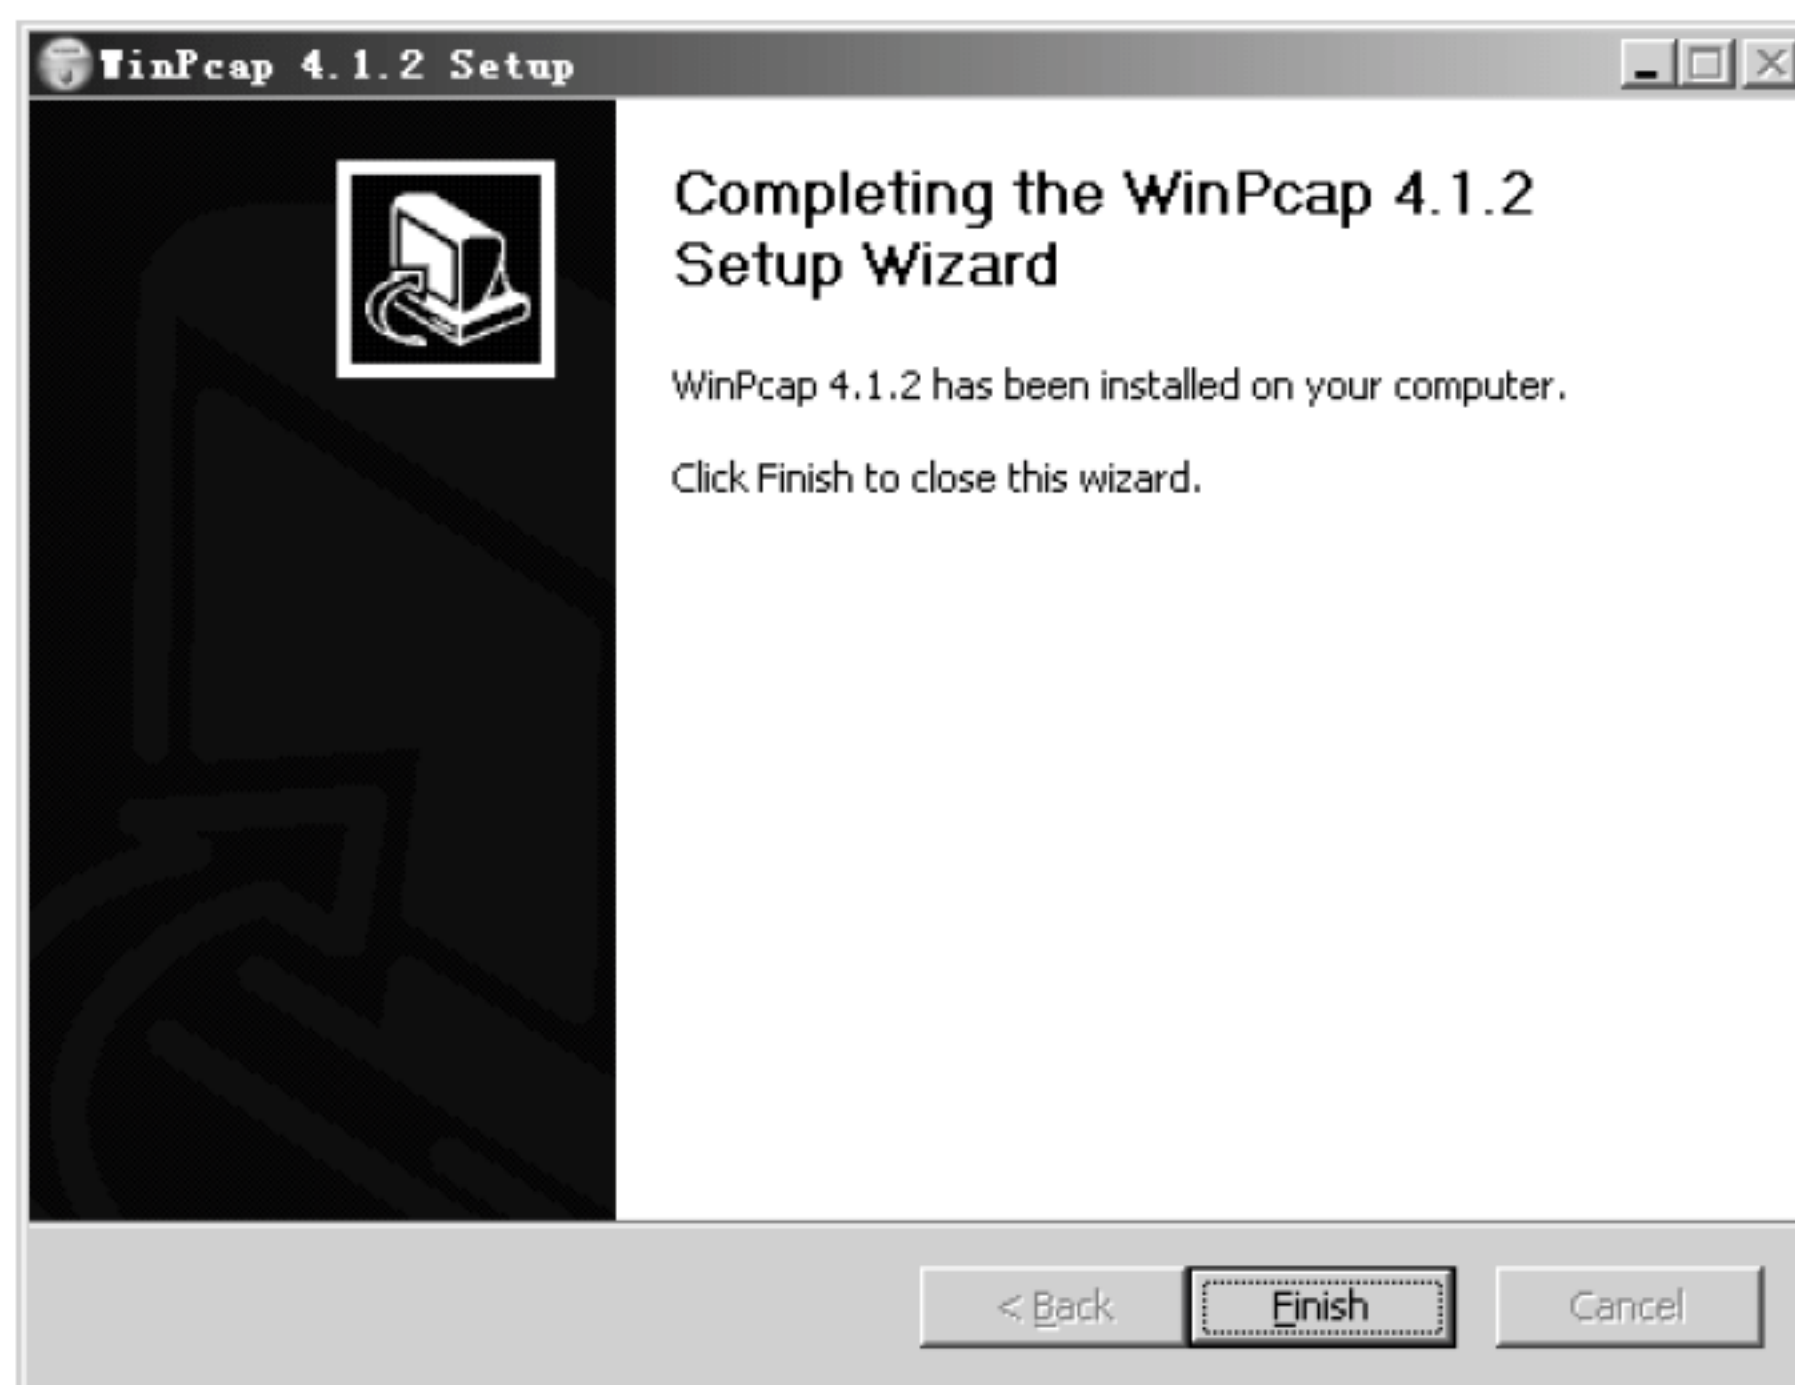 WinPcap 4.1.2 Setup
Completing the WinPcap 4.1.2
Setup Wizard
WinPcap 4.1.2 has been installed on your computer.
Click Finish to close this wizard.
< Back
Finish
Cancel